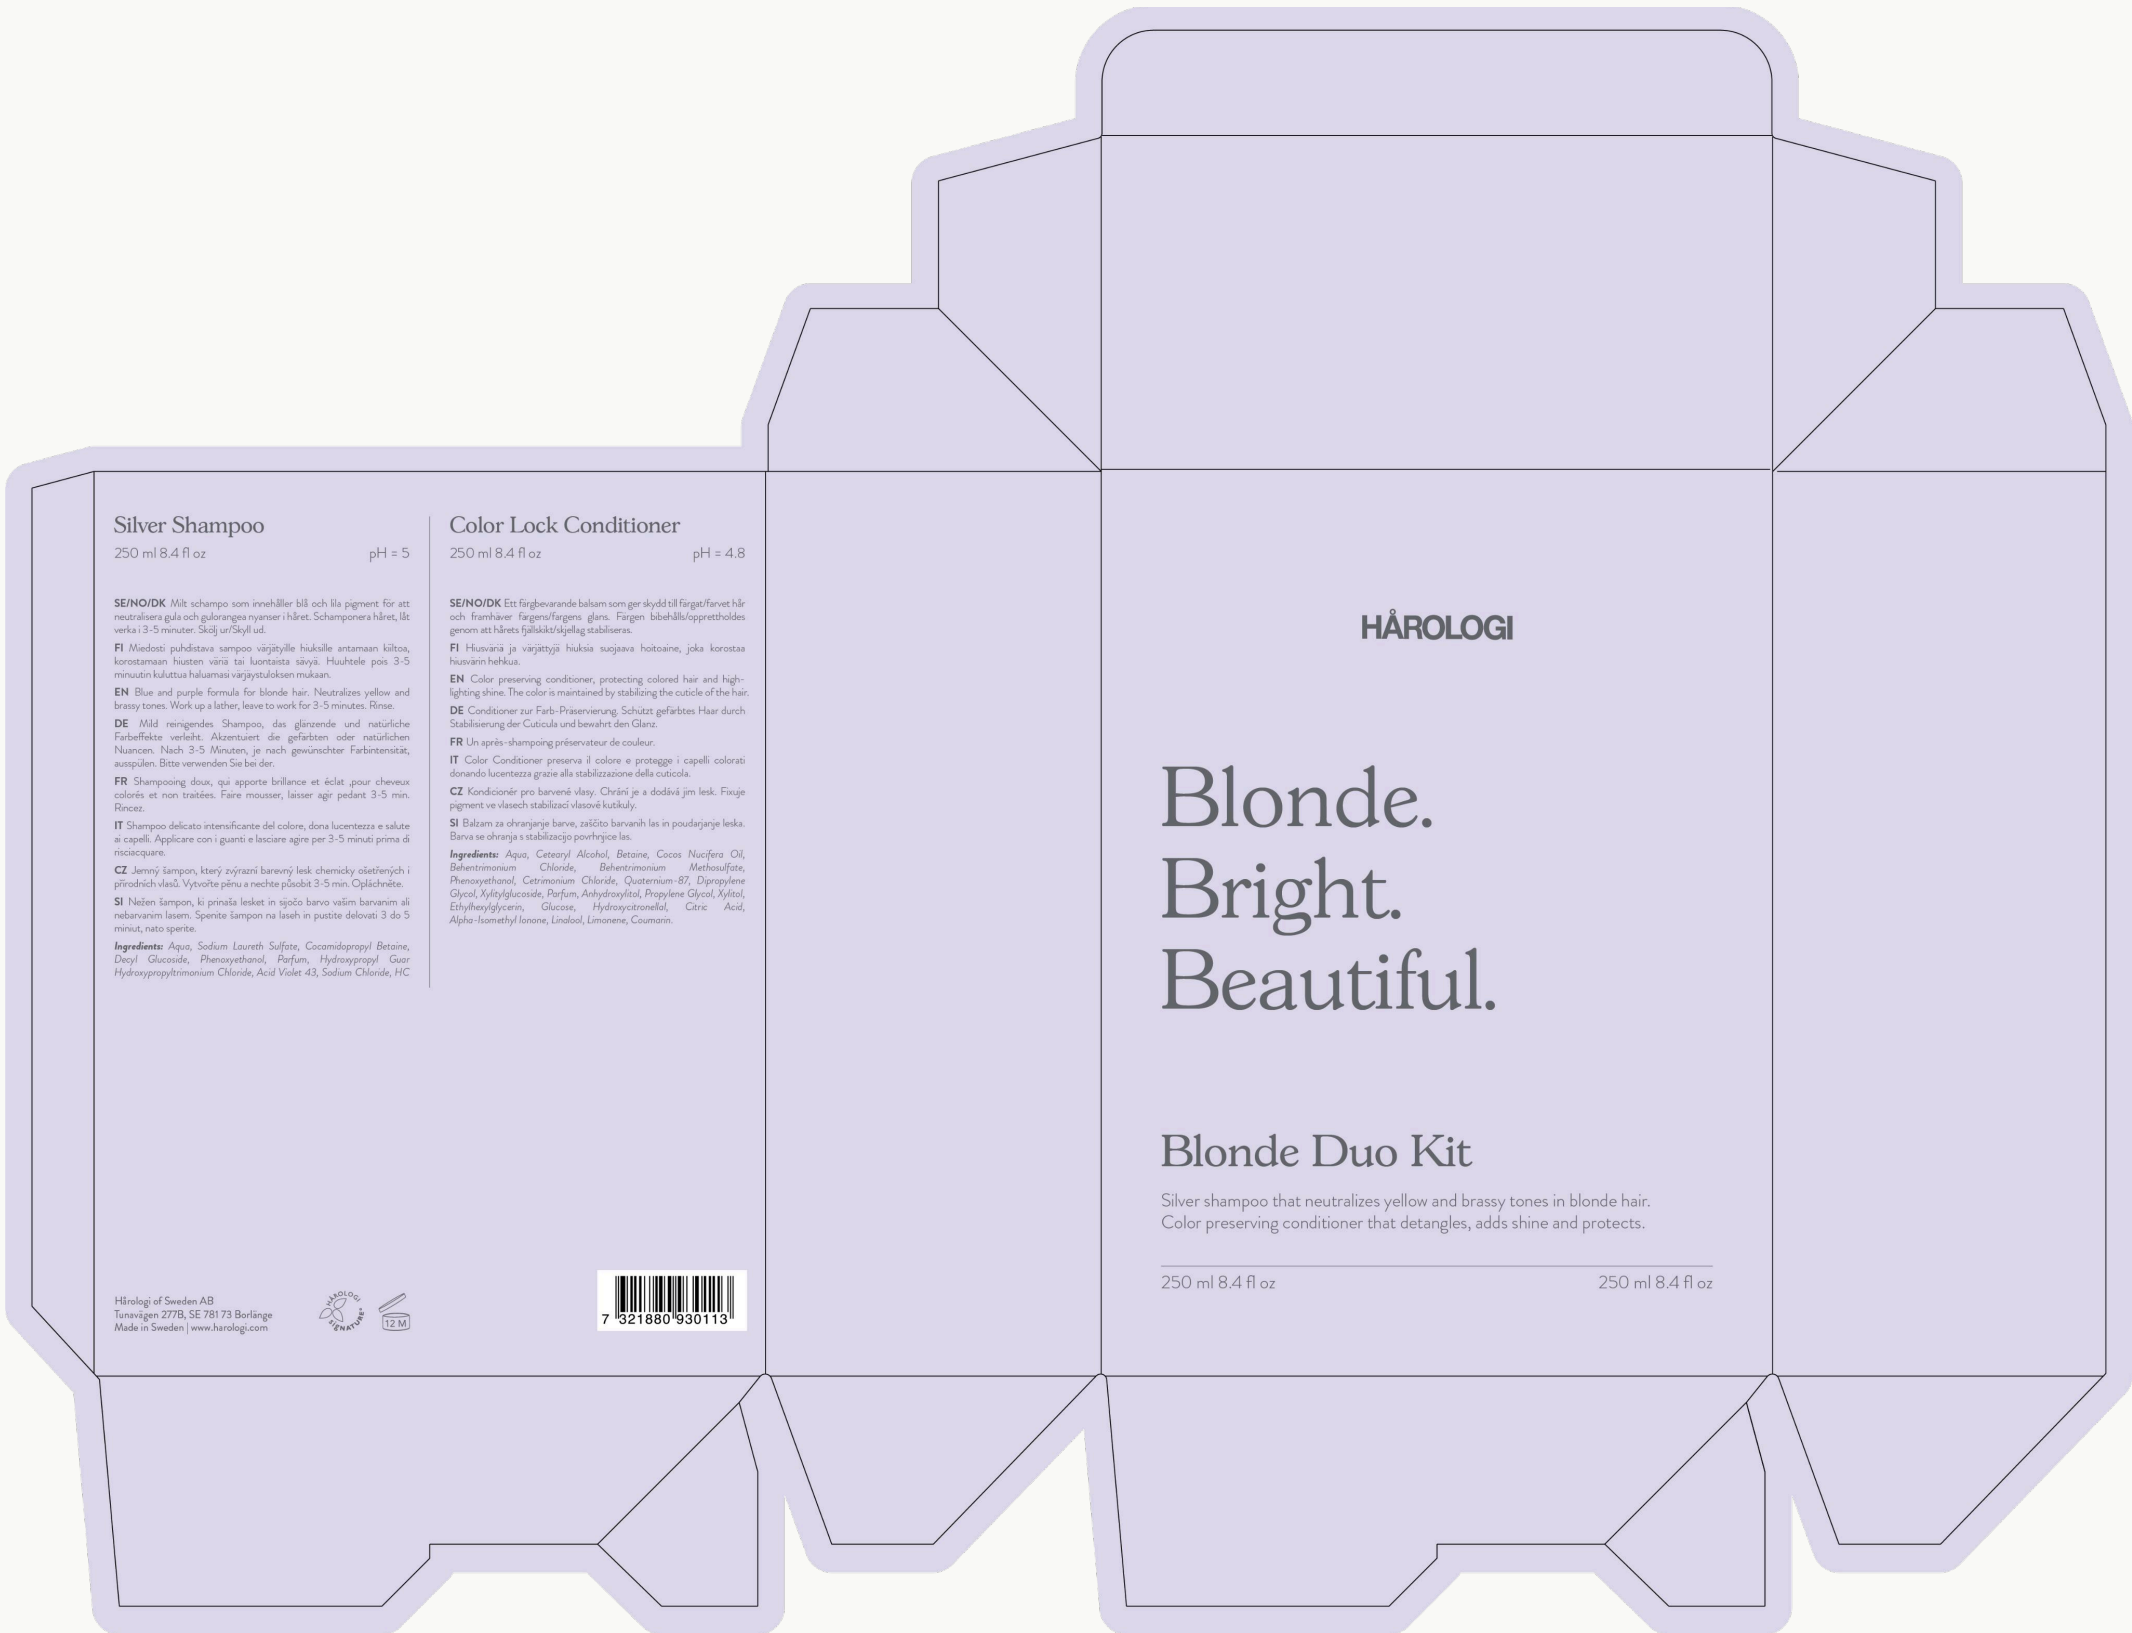 Silver Shampoo
250 ml 8.4 fl oz pH = 5
SE/NO/DK Milt schampo som innehåller blå och lila pigment för att
neutralisera gula och gulorangea nyanser i håret. Schamponera håret, låt
verka i 3-5 minuter. Skölj ur/Skyll ud.
FI Miedosti puhdistava sampoo värjätyille hiuksille antamaan kiiltoa,
korostamaan hiusten väriä tai luontaista sävyä. Huuhtele pois 3-5
minuutin kuluttua haluamasi värjäystuloksen mukaan.
EN Blue and purple formula for blonde hair. Neutralizes yellow and
brassy tones. Work up a lather, leave to work for 3-5 minutes. Rinse.
DE Mild reinigendes Shampoo, das glänzende und natürliche
Farbeffekte verleiht. Akzentuiert die gefärbten oder natürlichen
Nuancen. Nach 3-5 Minuten, je nach gewünschter Farbintensität,
ausspülen. Bitte verwenden Sie bei der.
FR Shampooing doux, qui apporte brillance et éclat ,pour cheveux
colorés et non traitées. Faire mousser, laisser agir pedant 3-5 min.
Rincez.
IT Shampoo delicato intensificante del colore, dona lucentezza e salute
ai capelli. Applicare con i guanti e lasciare agire per 3-5 minuti prima di
risciacquare.
CZ Jemný šampon, který zvýrazní barevný lesk chemicky ošetřených i
přírodních vlasů. Vytvořte pěnu a nechte působit 3-5 min. Opláchněte.
SI Nežen šampon, ki prinaša lesket in sijočo barvo vašim barvanim ali
nebarvanim lasem. Spenite šampon na laseh in pustite delovati 3 do 5
miniut, nato sperite.
Ingredients: Aqua, Sodium Laureth Sulfate, Cocamidopropyl Betaine,
Decyl Glucoside, Phenoxyethanol, Parfum, Hydroxypropyl Guar
Hydroxypropyltrimonium Chloride, Acid Violet 43, Sodium Chloride, HC
Color Lock Conditioner
250 ml 8.4 fl oz pH = 4.8
SE/NO/DK Ett färgbevarande balsam som ger skydd till färgat/farvet hår
och framhäver färgens/fargens glans. Färgen bibehålls/opprettholdes
genom att hårets fjällskikt/skjellag stabiliseras.
FI Hiusväriä ja värjättyjä hiuksia suojaava hoitoaine, joka korostaa
hiusvärin hehkua.
EN Color preserving conditioner, protecting colored hair and high-
lighting shine. The color is maintained by stabilizing the cuticle of the hair.
DE Conditioner zur Farb-Präservierung. Schützt gefärbtes Haar durch
Stabilisierung der Cuticula und bewahrt den Glanz.
FR Un après-shampoing préservateur de couleur.
IT Color Conditioner preserva il colore e protegge i capelli colorati
donando lucentezza grazie alla stabilizzazione della cuticola.
CZ Kondicionér pro barvené vlasy. Chrání je a dodává jim lesk. Fixuje
pigment ve vlasech stabilizací vlasové kutikuly.
SI Balzam za ohranjanje barve, zaščito barvanih las in poudarjanje leska.
Barva se ohranja s stabilizacijo povrhnjice las.
Ingredients: Aqua, Cetearyl Alcohol, Betaine, Cocos Nucifera Oil,
Behentrimonium Chloride, Behentrimonium Methosulfate,
Phenoxyethanol, Cetrimonium Chloride, Quaternium-87, Dipropylene
Glycol, Xylitylglucoside, Parfum, Anhydroxylitol, Propylene Glycol, Xylitol,
Ethylhexylglycerin, Glucose, Hydroxycitronellal, Citric Acid,
Alpha-Isomethyl Ionone, Linalool, Limonene, Coumarin.
Hårologi of Sweden AB
Tunavägen 277B, SE 781 73 Borlänge
Made in Sweden | www.harologi.com
HÅROLOGI
SIGNATURE
12 M
7 321880 930113
HÅROLOGI
Blonde.
Bright.
Beautiful.
Blonde Duo Kit
Silver shampoo that neutralizes yellow and brassy tones in blonde hair.
Color preserving conditioner that detangles, adds shine and protects.
250 ml 8.4 fl oz 250 ml 8.4 fl oz